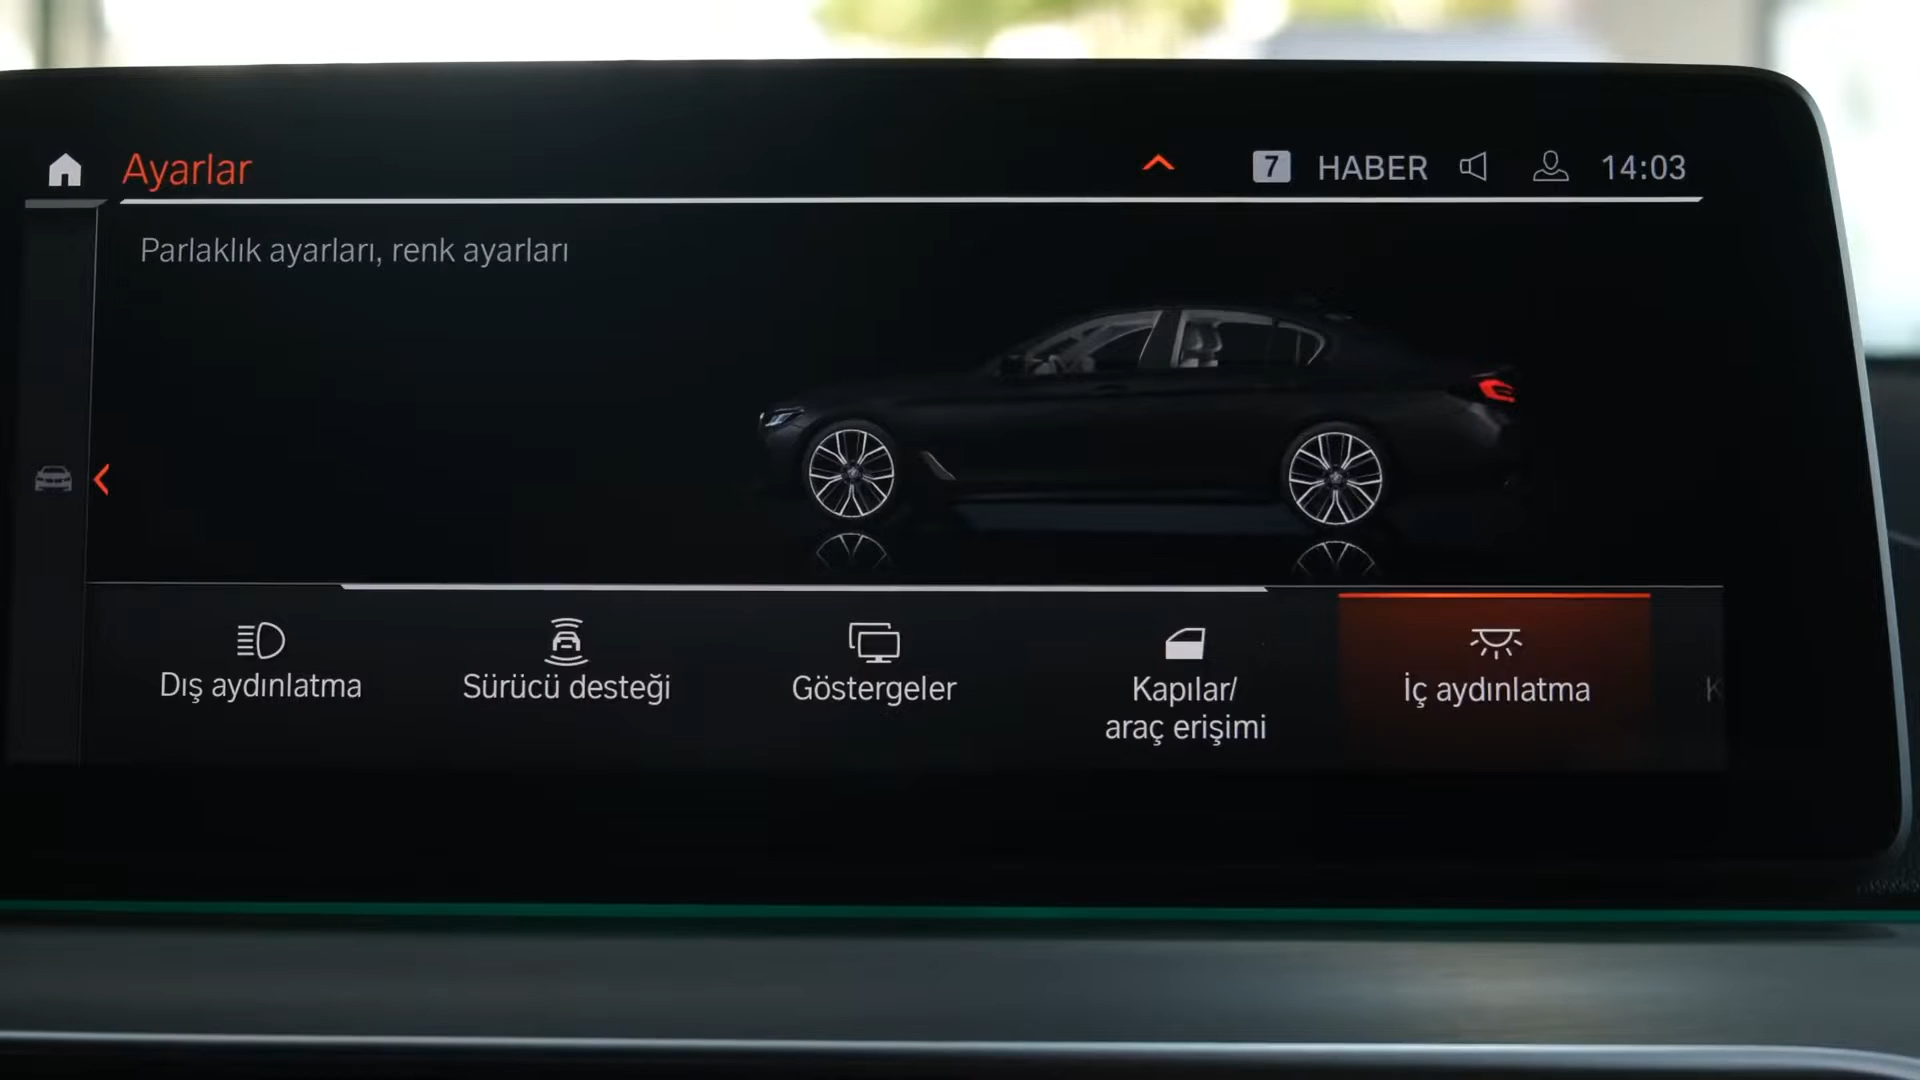 Ayarlar
7 HABER 14:03
Parlaklık ayarları, renk ayarları
Dış aydınlatma
Sürücü desteği
Göstergeler
Kapılar/
araç erişimi
İç aydınlatma
K